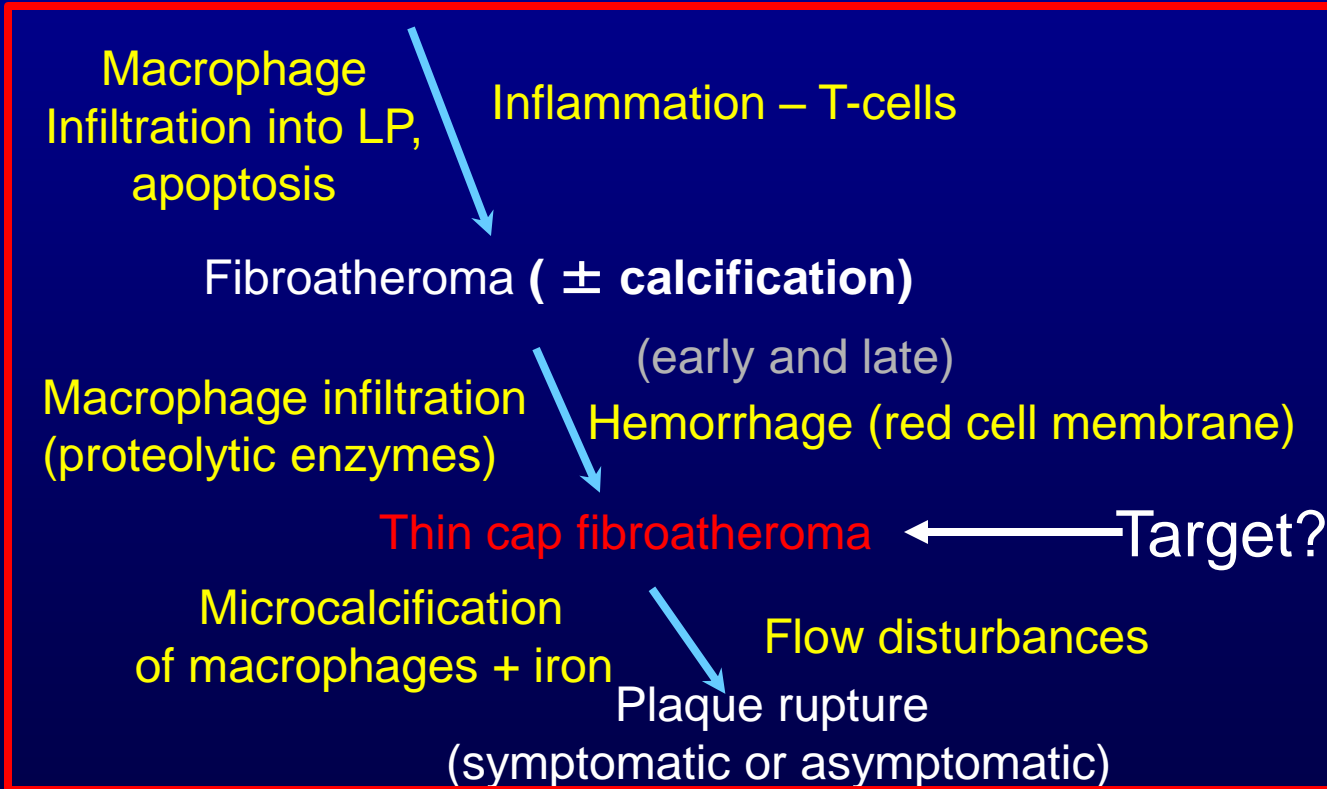 Macrophage
Infiltration into LP,
apoptosis
Inflammation – T-cells
Fibroatheroma ( ± calcification)
(early and late)
Macrophage infiltration
(proteolytic enzymes)
Hemorrhage (red cell membrane)
Thin cap fibroatheroma
Target?
Microcalcification
of macrophages + iron
Flow disturbances
Plaque rupture
(symptomatic or asymptomatic)